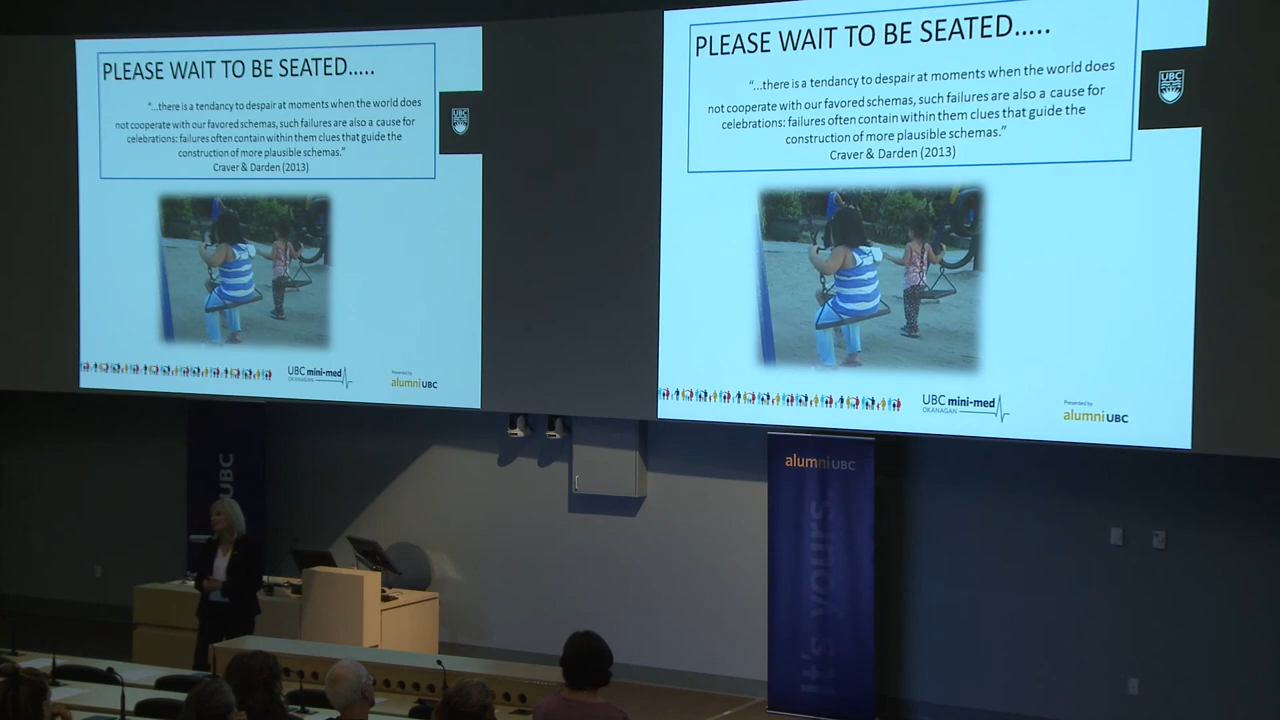 PLEASE WAIT TO BE SEATED.....
“...there is a tendancy to despair at moments when the world does
not cooperate with our favored schemas, such failures are also a cause for
celebrations: failures often contain within them clues that guide the
construction of more plausible schemas.”
Craver & Darden (2013)
UBC
UBC mini-med
OKANAGAN
Presented by
alumni UBC
PLEASE WAIT TO BE SEATED.....
“...there is a tendancy to despair at moments when the world does
not cooperate with our favored schemas, such failures are also a cause for
celebrations: failures often contain within them clues that guide the
construction of more plausible schemas.”
Craver & Darden (2013)
UBC
UBC mini-med
OKANAGAN
Presented by
alumni UBC
UBC
alumni UBC
It's yours.